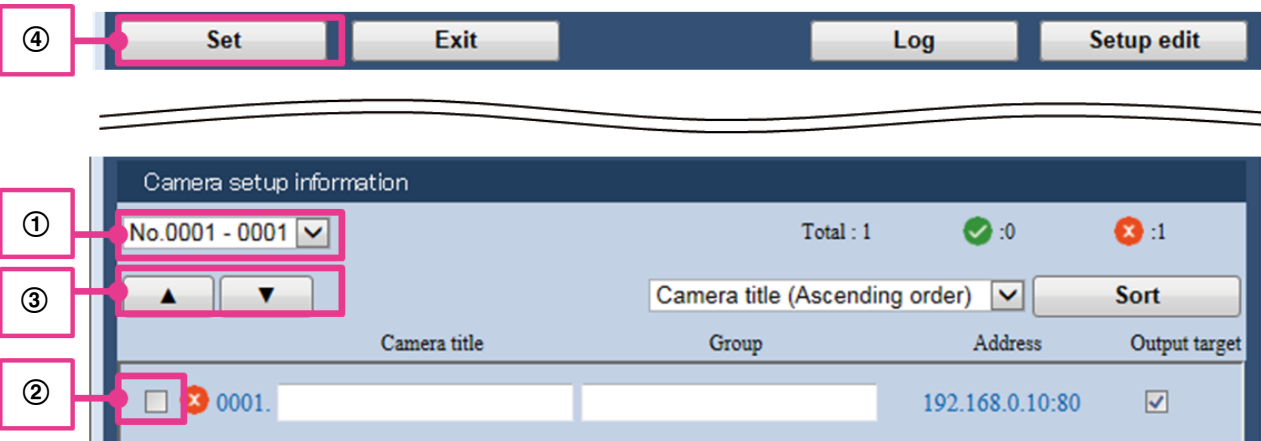 ④ Set Exit Log Setup edit
Camera setup information
① No.0001 - 0001 Total : 1 :0 :1
③ ▲ ▼ Camera title (Ascending order) Sort
Camera title Group Address Output target
② 0001. 192.168.0.10:80